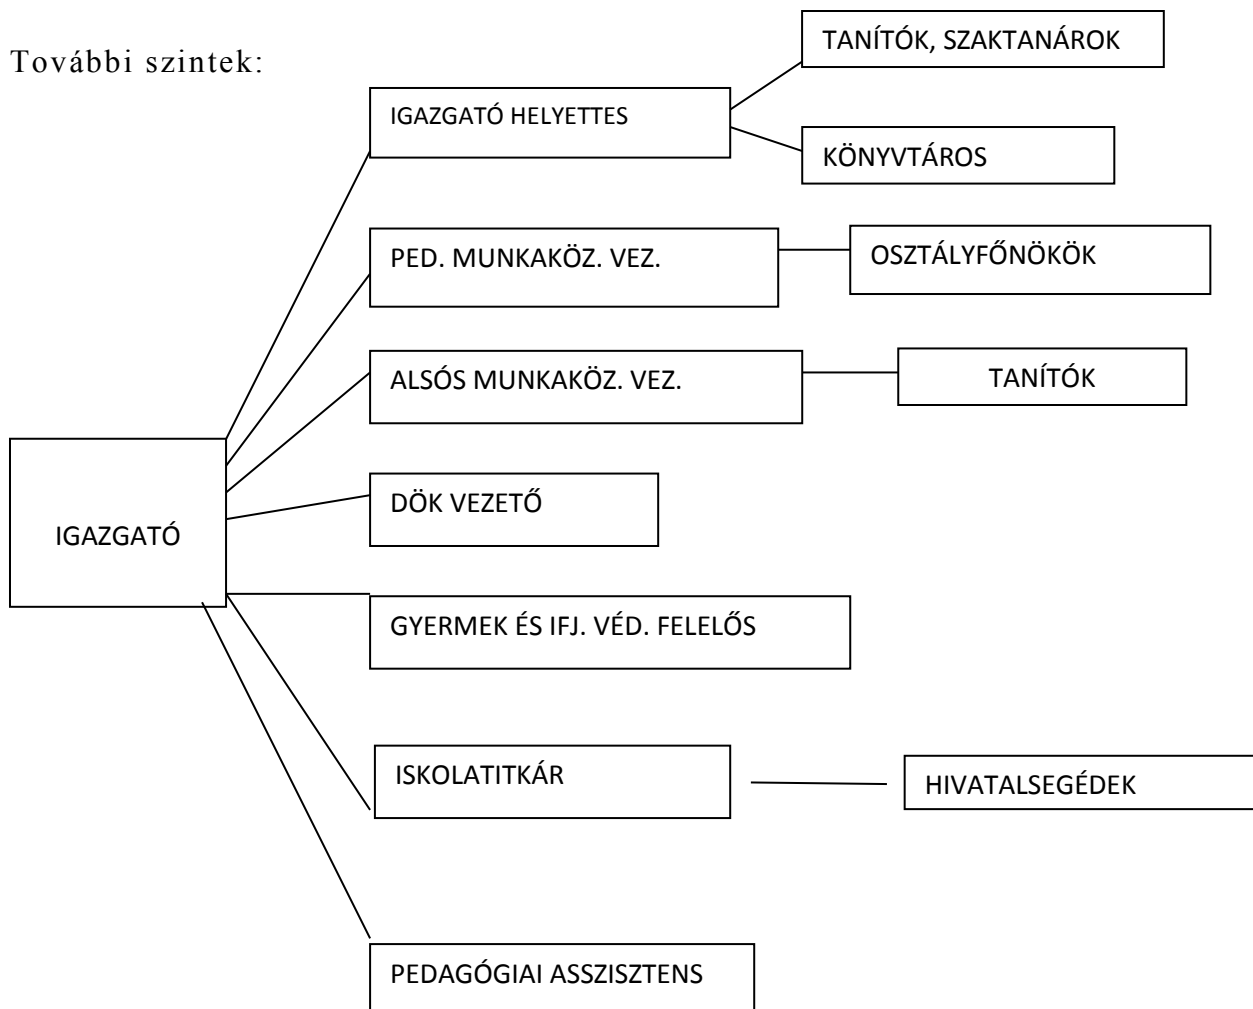 További szintek:
TANÍTÓK, SZAKTANÁROK
IGAZGATÓ HELYETTES
KÖNYVTÁROS
PED. MUNKAKÖZ. VEZ.
OSZTÁLYFŐNÖKÖK
ALSÓS MUNKAKÖZ. VEZ.
TANÍTÓK
DÖK VEZETŐ
IGAZGATÓ
GYERMEK ÉS IFJ. VÉD. FELELŐS
ISKOLATITKÁR
HIVATALSEGÉDEK
PEDAGÓGIAI ASSZISZTENS